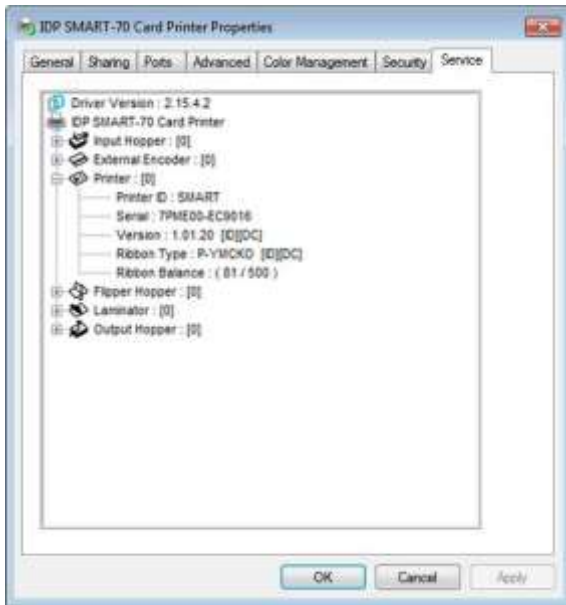 IDP SMART-70 Card Printer Properties
General Sharing Ports Advanced Color Management Security Service
Driver Version : 2.15.4.2
IDP SMART-70 Card Printer
Input Hopper : [0]
External Encoder : [0]
Printer : [0]
Printer ID : SMART
Serial : 7PME00-EC9016
Version : 1.01.20 [ID][DC]
Ribbon Type : P-YMCKO [ID][DC]
Ribbon Balance : ( 81 / 500 )
Flipper Hopper : [0]
Laminator : [0]
Output Hopper : [0]
OK Cancel Apply